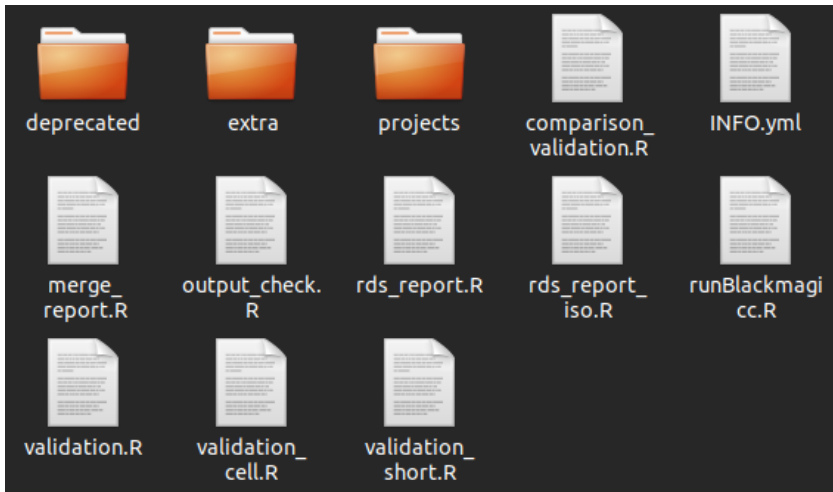 deprecated
extra
projects
comparison_
validation.R
INFO.yml
merge_
report.R
output_check.
R
rds_report.R
rds_report_
iso.R
runBlackmagi
cc.R
validation.R
validation_
cell.R
validation_
short.R